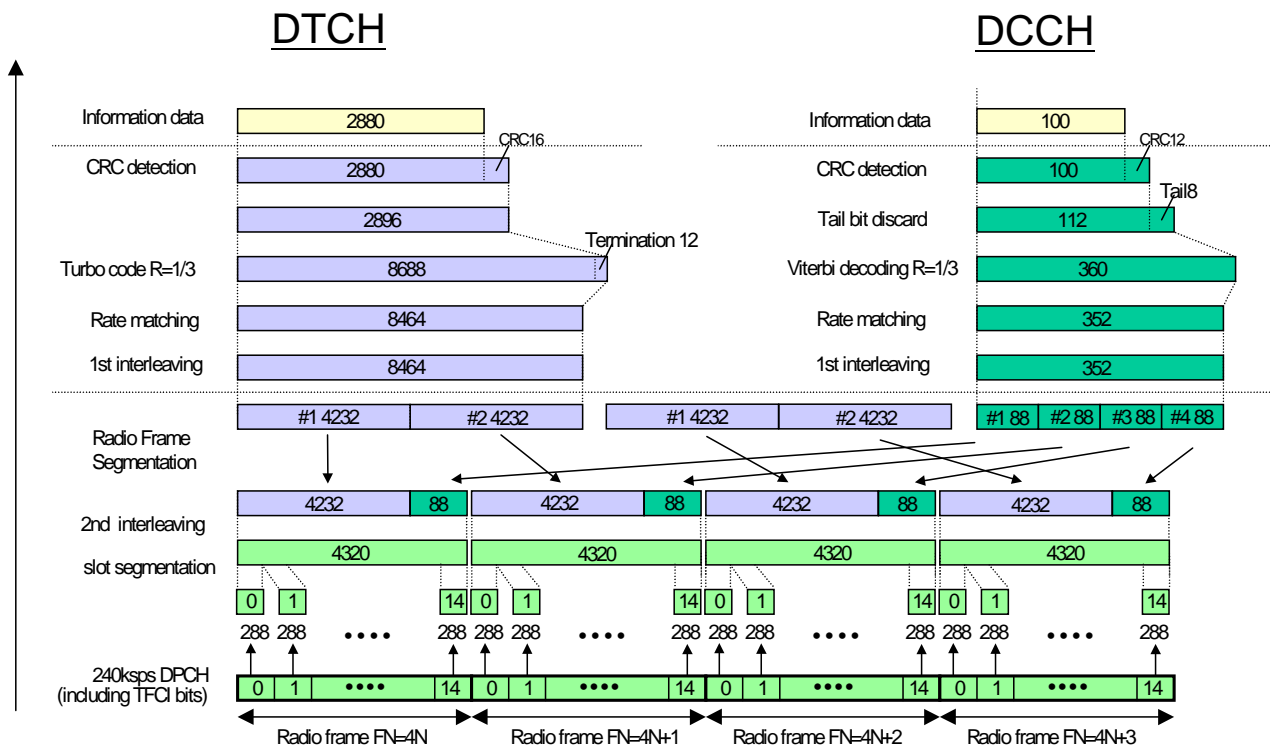 DTCH DCCH
Information data 2880 Information data 100
CRC16 CRC12
CRC detection 2880 CRC detection 100
Tail8
2896 Tail bit discard 112
Termination 12
Turbo code R=1/3 8688 Viterbi decoding R=1/3 360
Rate matching 8464 Rate matching 352
1st interleaving 8464 1st interleaving 352
#1 4232 #2 4232 #1 4232 #2 4232 #1 88 #2 88 #3 88 #4 88
Radio Frame
Segmentation
4232 88 4232 88 4232 88 4232 88
2nd interleaving
4320 4320 4320 4320
slot segmentation
0 1 14 0 1 14 0 1 14 0 1 14
288 288 •••• 288 288 288 •••• 288 288 288 •••• 288 288 288 •••• 288
240ksps DPCH
(including TFCI bits)
0 1 •••• 14 0 1 •••• 14 0 1 •••• 14 0 1 •••• 14
Radio frame FN=4N Radio frame FN=4N+1 Radio frame FN=4N+2 Radio frame FN=4N+3